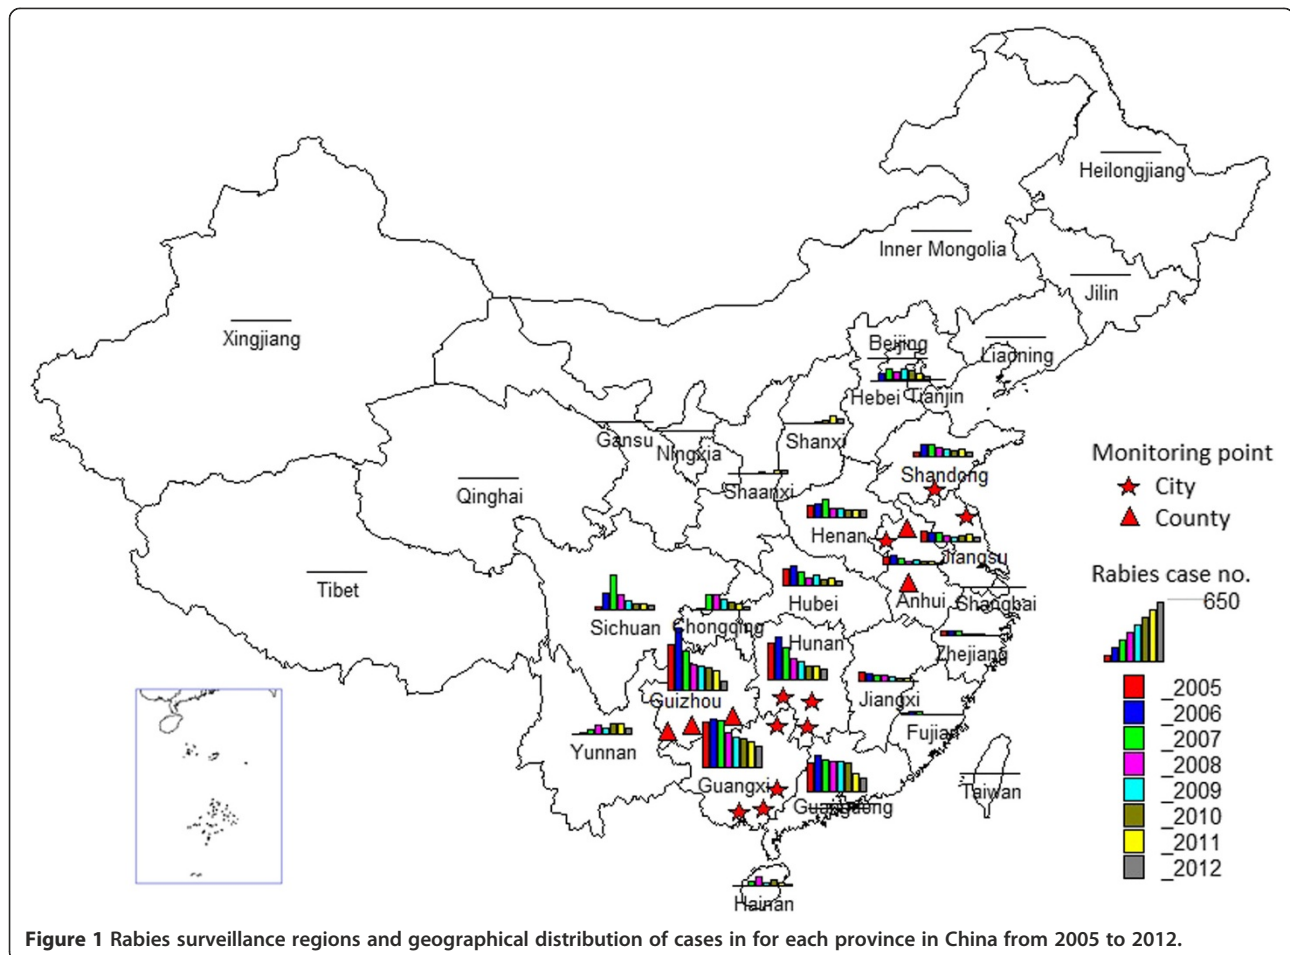 Heilongjiang
Inner Mongolia
Jilin
Xingjiang
Beijing
Liaoning
Hebei
Tianjin
Gansu
Ningxia
Shanxi
Shandong
Monitoring point
City
County
Qinghai
Shaanxi
Henan
Jiangsu
Tibet
Rabies case no.
650
Sichuan
Chongqing
Hubei
Anhui
Shanghai
Hunan
Zhejiang
Guizhou
Jiangxi
Fujian
Yunnan
Guangxi
Guangdong
Taiwan
Hainan
_2005
_2006
_2007
_2008
_2009
_2010
_2011
_2012
Figure 1 Rabies surveillance regions and geographical distribution of cases in for each province in China from 2005 to 2012.